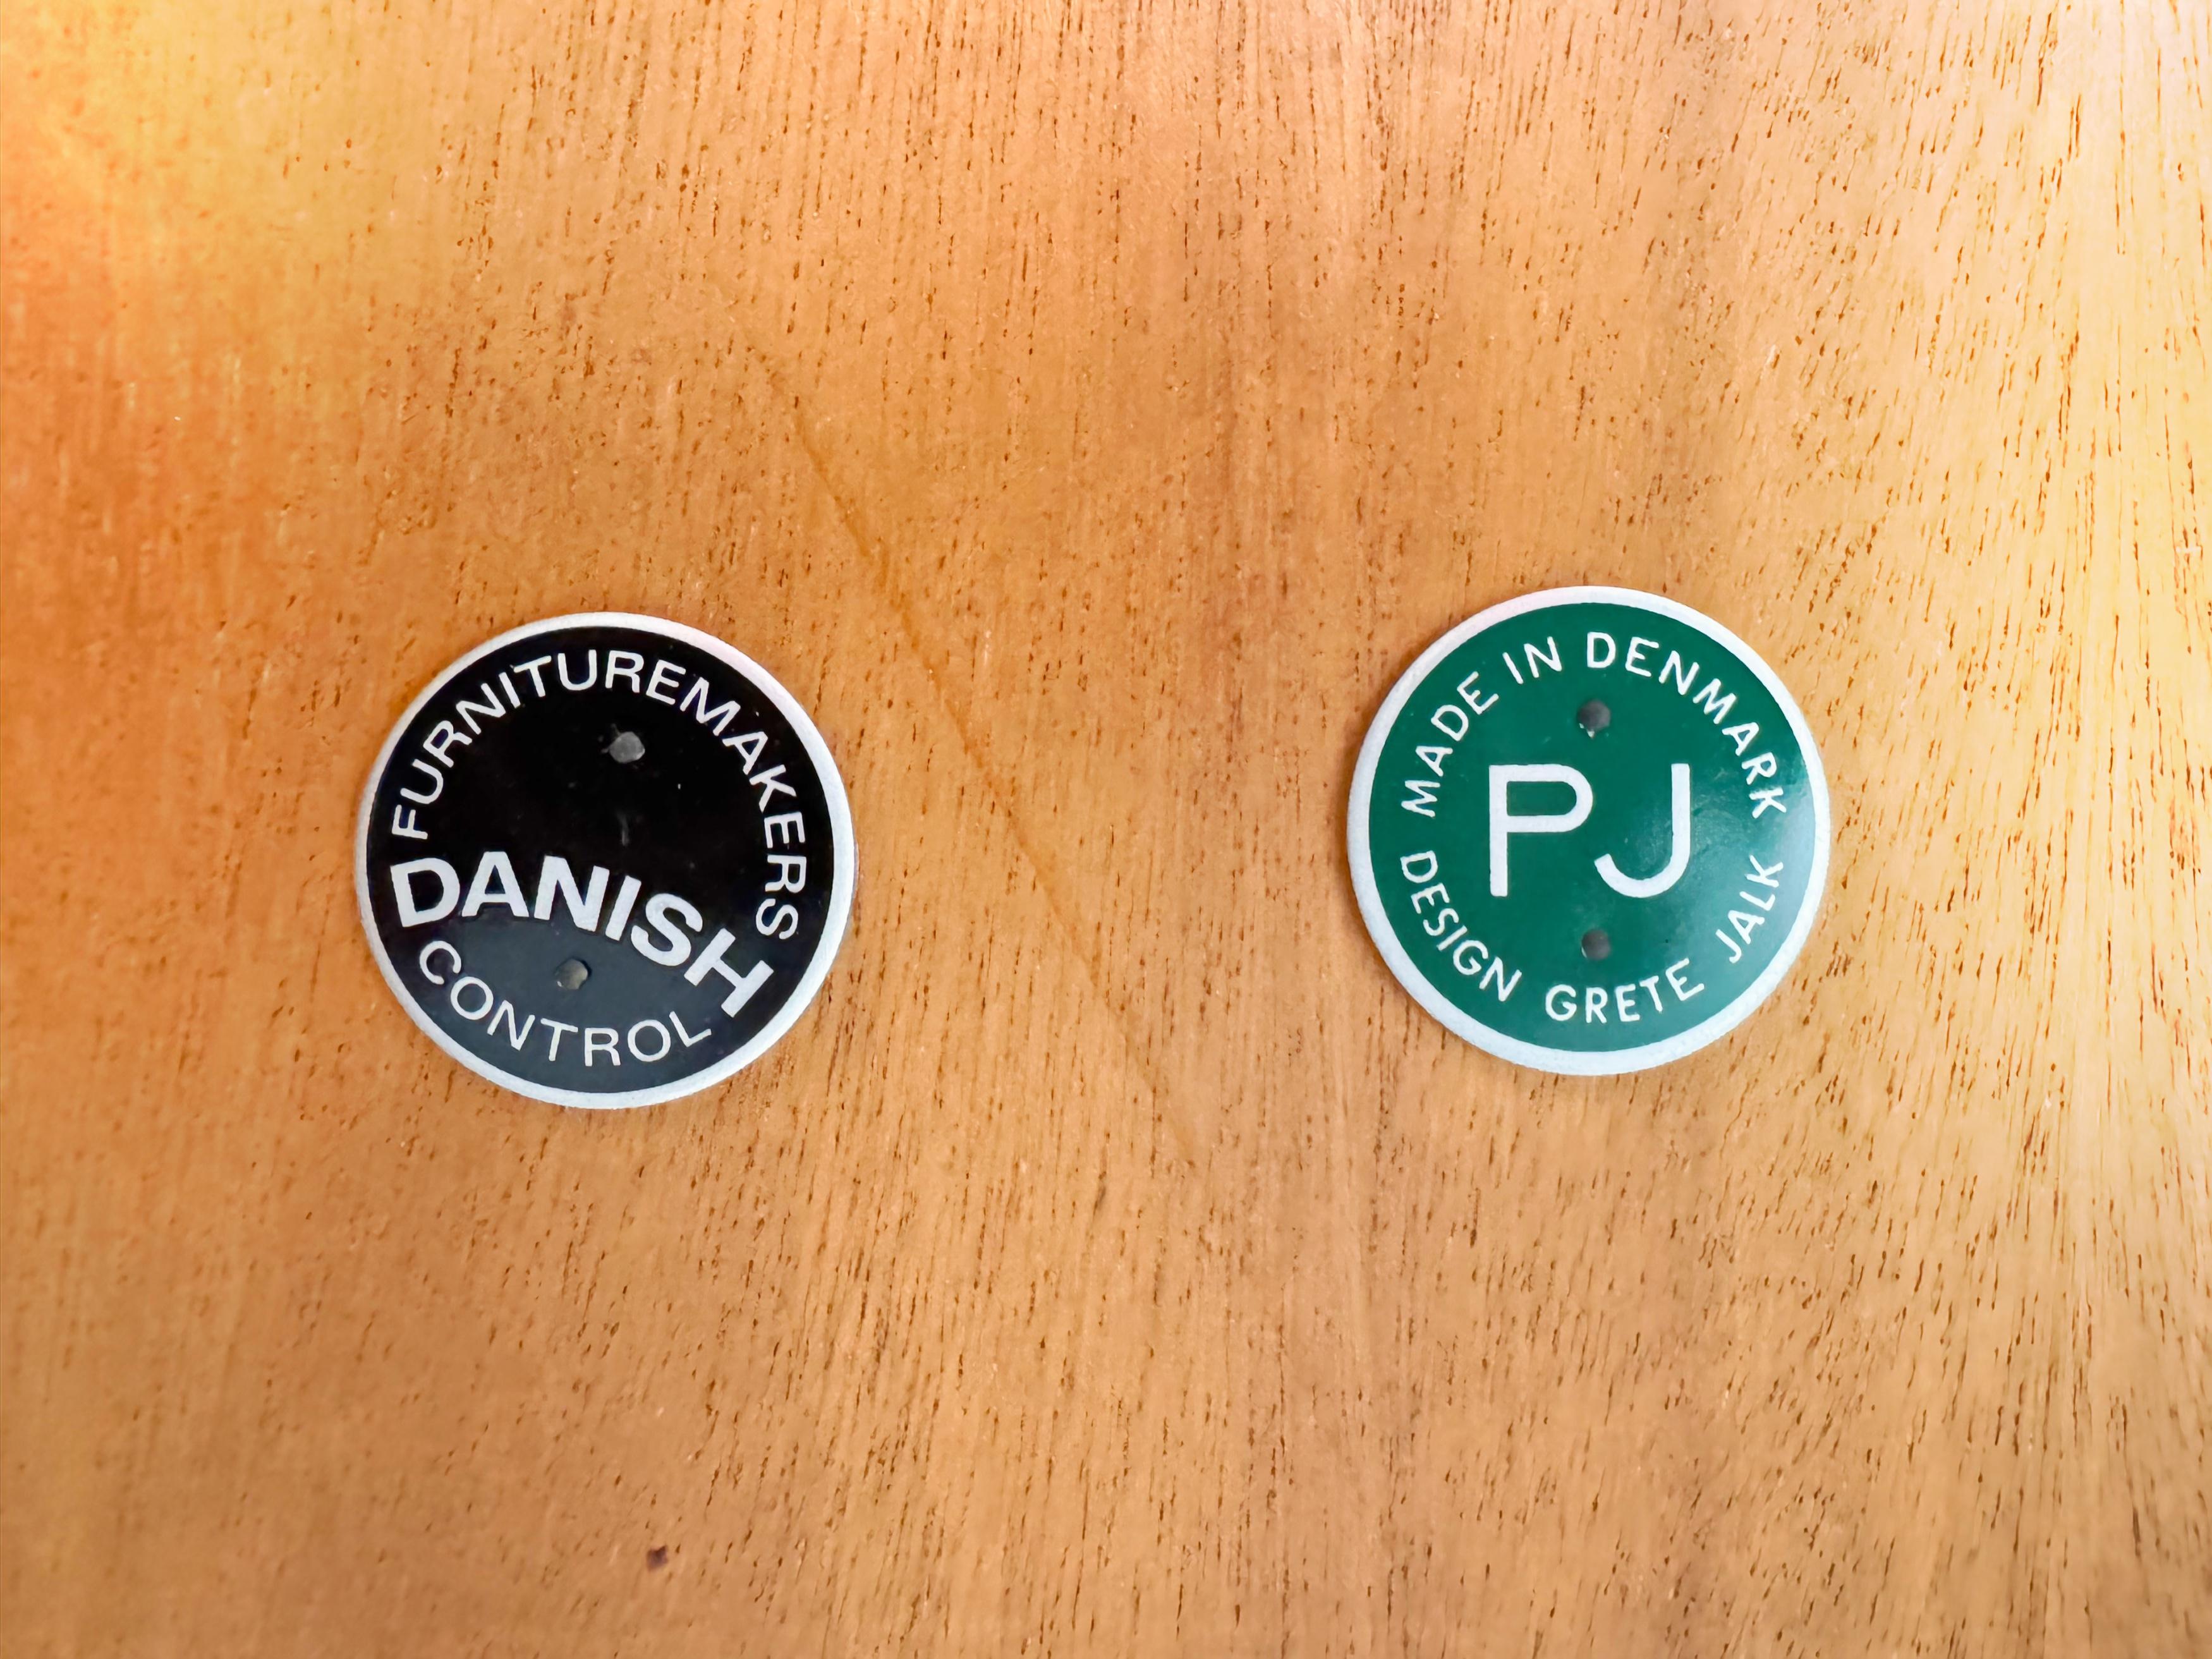 FURNITUREMAKERS
DANISH
CONTROL
MADE IN DENMARK
PJ
DESIGN GRETE JALK